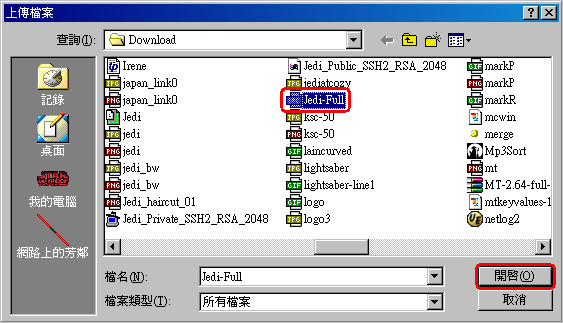 上傳檔案
查詢(I):
Download
記錄
桌面
我的電腦
網路上的芳鄰
Irene
japan_link0
japan_link0
Jedi
jedi
jedi
jedi_bw
jedi_bw
Jedi_haircut_01
Jedi_Private_SSH2_RSA_2048
Jedi_Public_SSH2_RSA_2048
jediatcozy
Jedi-Full
ksc-50
ksc-50
laincurved
lightsaber
lightsaber-line1
logo
logo3
markP
markP
markR
mcwin
merge
Mp3Sort
mt
MT-2.64-full-
mtkeyvalues-1
netlog2
檔名(N):
Jedi-Full
開啟(O)
檔案類型(T):
所有檔案
取消